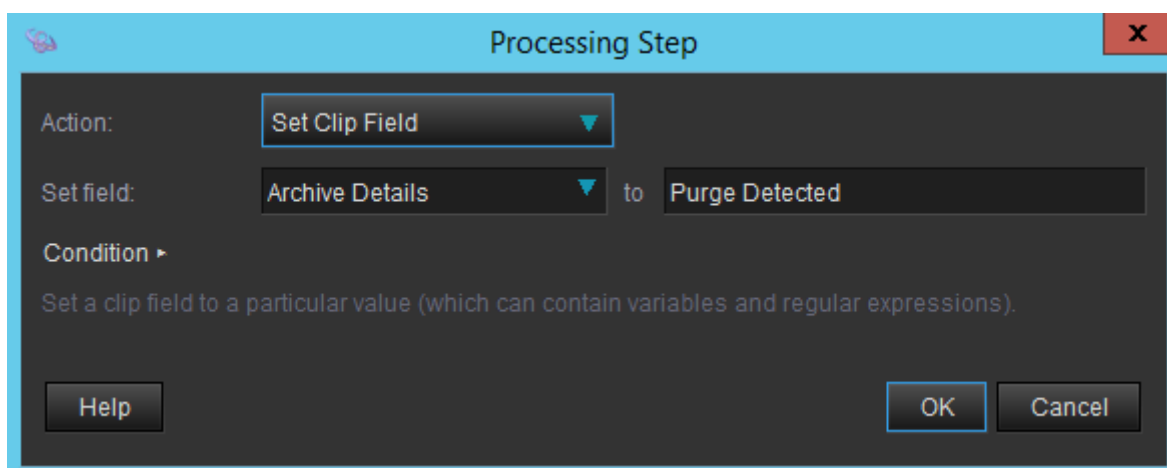 Processing Step
x
Action: Set Clip Field
Set field: Archive Details to Purge Detected
Condition ▸
Set a clip field to a particular value (which can contain variables and regular expressions).
Help OK Cancel